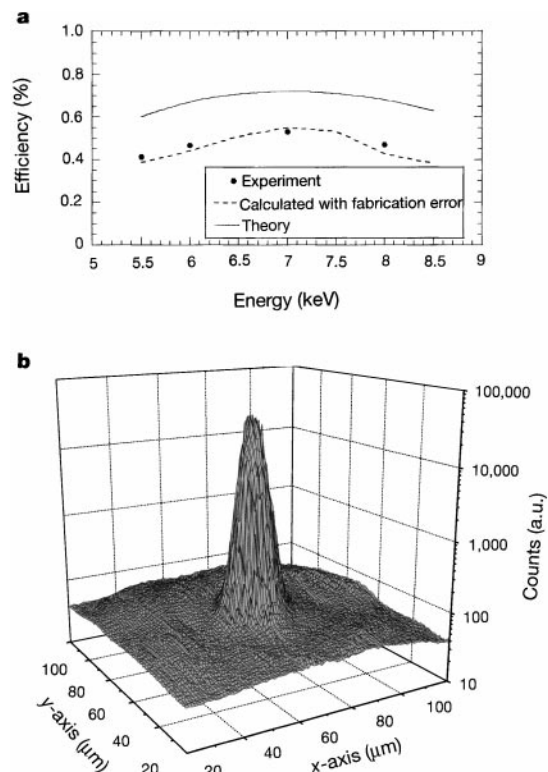 a
1.0
0.8
0.6
0.4
0.2
0
Efficiency (%)
Experiment
Calculated with fabrication error
Theory
5 5.5 6 6.5 7 7.5 8 8.5 9
Energy (keV)
b
100,000
10,000
1,000
100
10
Counts (a.u.)
100
80
60
40
20
y-axis (μm)
20
40
60
80
100
x-axis (μm)